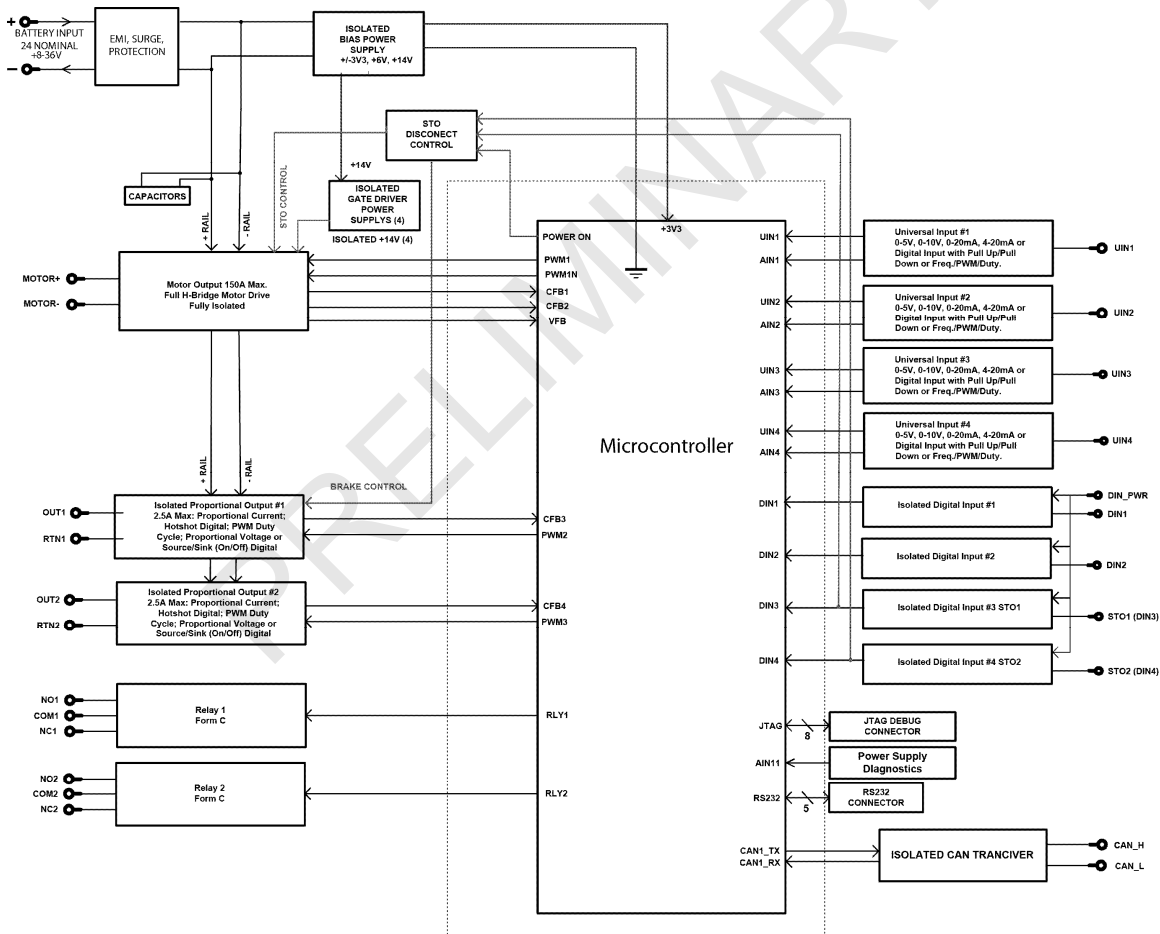 PRELIMINAR
BATTERY INPUT
24 NOMINAL
+8-36V
+
−
EMI, SURGE,
PROTECTION
ISOLATED
BIAS POWER
SUPPLY
+/-3V3, +6V, +14V
STO
DISCONECT
CONTROL
+14V
ISOLATED
GATE DRIVER
POWER
SUPPLYS (4)
ISOLATED +14V (4)
CAPACITORS
+ RAIL
- RAIL
STO CONTROL
MOTOR+
MOTOR-
Motor Output 150A Max.
Full H-Bridge Motor Drive
Fully Isolated
POWER ON
PWM1
PWM1N
CFB1
CFB2
VFB
+3V3
Microcontroller
UIN1
AIN1
Universal Input #1
0-5V, 0-10V, 0-20mA, 4-20mA or
Digital Input with Pull Up/Pull
Down or Freq./PWM/Duty.
UIN1
UIN2
AIN2
Universal Input #2
0-5V, 0-10V, 0-20mA, 4-20mA or
Digital Input with Pull Up/Pull
Down or Freq./PWM/Duty.
UIN2
UIN3
AIN3
Universal Input #3
0-5V, 0-10V, 0-20mA, 4-20mA or
Digital Input with Pull Up/Pull
Down or Freq./PWM/Duty.
UIN3
UIN4
AIN4
Universal Input #4
0-5V, 0-10V, 0-20mA, 4-20mA or
Digital Input with Pull Up/Pull
Down or Freq./PWM/Duty.
UIN4
+ RAIL
- RAIL
BRAKE CONTROL
OUT1
RTN1
Isolated Proportional Output #1
2.5A Max: Proportional Current;
Hotshot Digital; PWM Duty
Cycle; Proportional Voltage or
Source/Sink (On/Off) Digital
CFB3
PWM2
OUT2
RTN2
Isolated Proportional Output #2
2.5A Max: Proportional Current;
Hotshot Digital; PWM Duty
Cycle; Proportional Voltage or
Source/Sink (On/Off) Digital
CFB4
PWM3
DIN1
Isolated Digital Input #1
DIN_PWR
DIN1
DIN2
Isolated Digital Input #2
DIN2
DIN3
Isolated Digital Input #3 STO1
STO1 (DIN3)
DIN4
Isolated Digital Input #4 STO2
STO2 (DIN4)
NO1
COM1
NC1
Relay 1
Form C
RLY1
NO2
COM2
NC2
Relay 2
Form C
RLY2
JTAG
8
JTAG DEBUG
CONNECTOR
AIN11
Power Supply
Diagnostics
RS232
5
RS232
CONNECTOR
CAN1_TX
CAN1_RX
ISOLATED CAN TRANCIVER
CAN_H
CAN_L